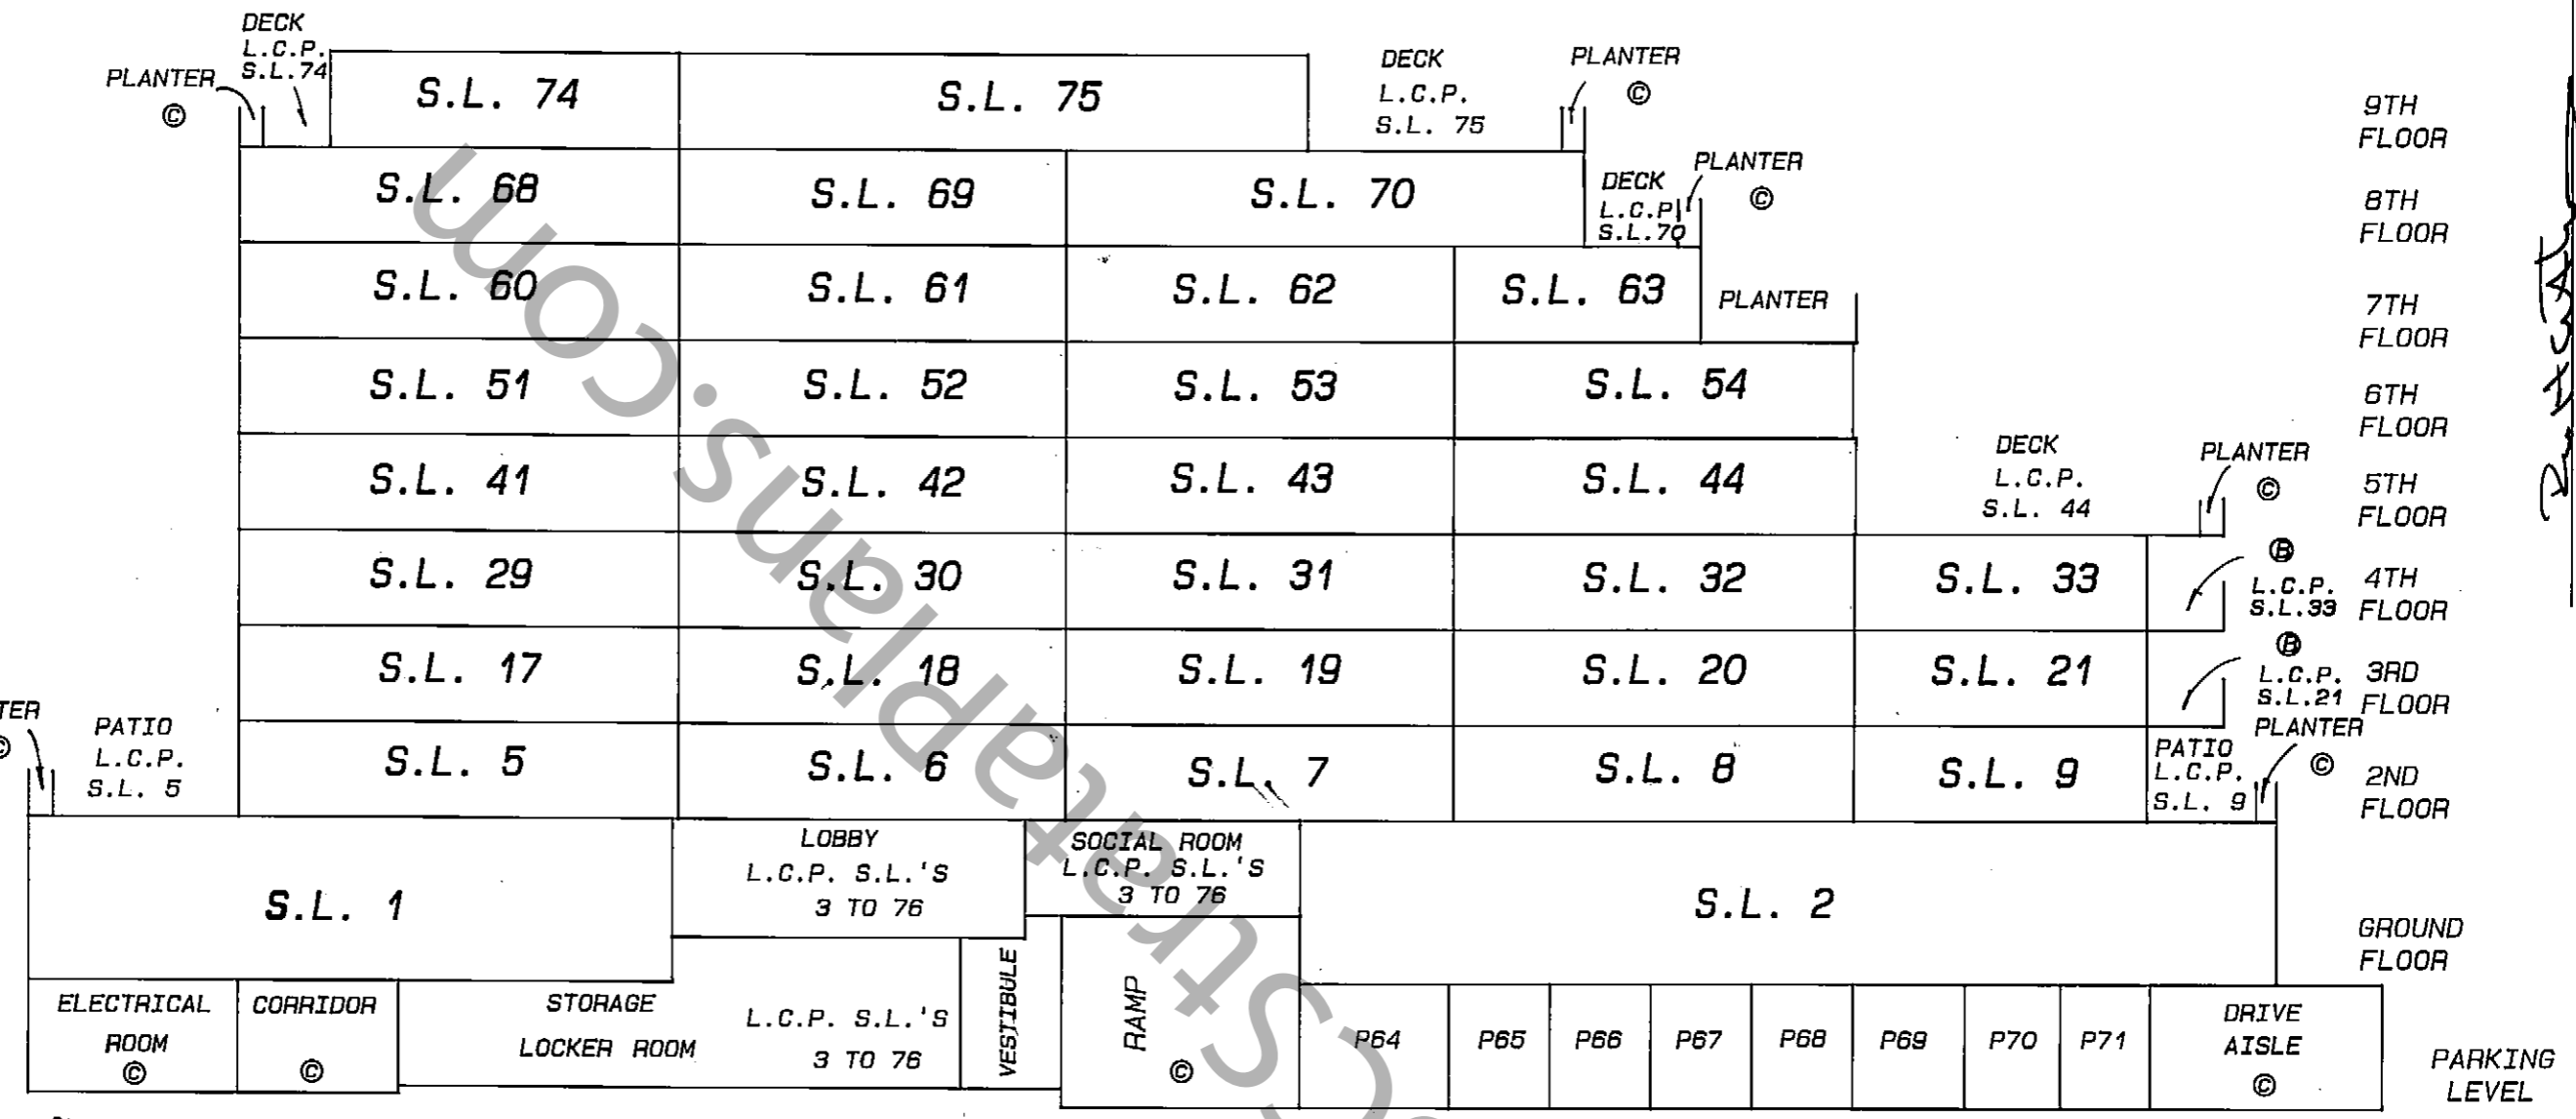 DECK
L.C.P.
S.L.74
PLANTER
©
S.L. 74
S.L. 75
DECK
L.C.P.
S.L. 75
PLANTER
©
9TH
FLOOR
S.L. 68
S.L. 69
S.L. 70
DECK
L.C.P.
S.L.70
PLANTER
©
8TH
FLOOR
S.L. 60
S.L. 61
S.L. 62
S.L. 63
PLANTER
7TH
FLOOR
S.L. 51
S.L. 52
S.L. 53
S.L. 54
6TH
FLOOR
S.L. 41
S.L. 42
S.L. 43
S.L. 44
DECK
L.C.P.
S.L. 44
PLANTER
©
5TH
FLOOR
S.L. 29
S.L. 30
S.L. 31
S.L. 32
S.L. 33
Ⓑ
L.C.P.
S.L.33
4TH
FLOOR
S.L. 17
S.L. 18
S.L. 19
S.L. 20
S.L. 21
Ⓑ
L.C.P.
S.L.21
3RD
FLOOR
TER
©
PATIO
L.C.P.
S.L. 5
S.L. 5
S.L. 6
S.L. 7
S.L. 8
S.L. 9
PATIO
L.C.P.
S.L. 9
PLANTER
©
2ND
FLOOR
S.L. 1
LOBBY
L.C.P. S.L.'S
3 TO 76
SOCIAL ROOM
L.C.P. S.L.'S
3 TO 76
S.L. 2
GROUND
FLOOR
ELECTRICAL
ROOM
©
CORRIDOR
©
STORAGE
LOCKER ROOM
L.C.P. S.L.'S
3 TO 76
VESTIBULE
RAMP
©
P64
P65
P66
P67
P68
P69
P70
P71
DRIVE
AISLE
©
PARKING
LEVEL
strataplans.com